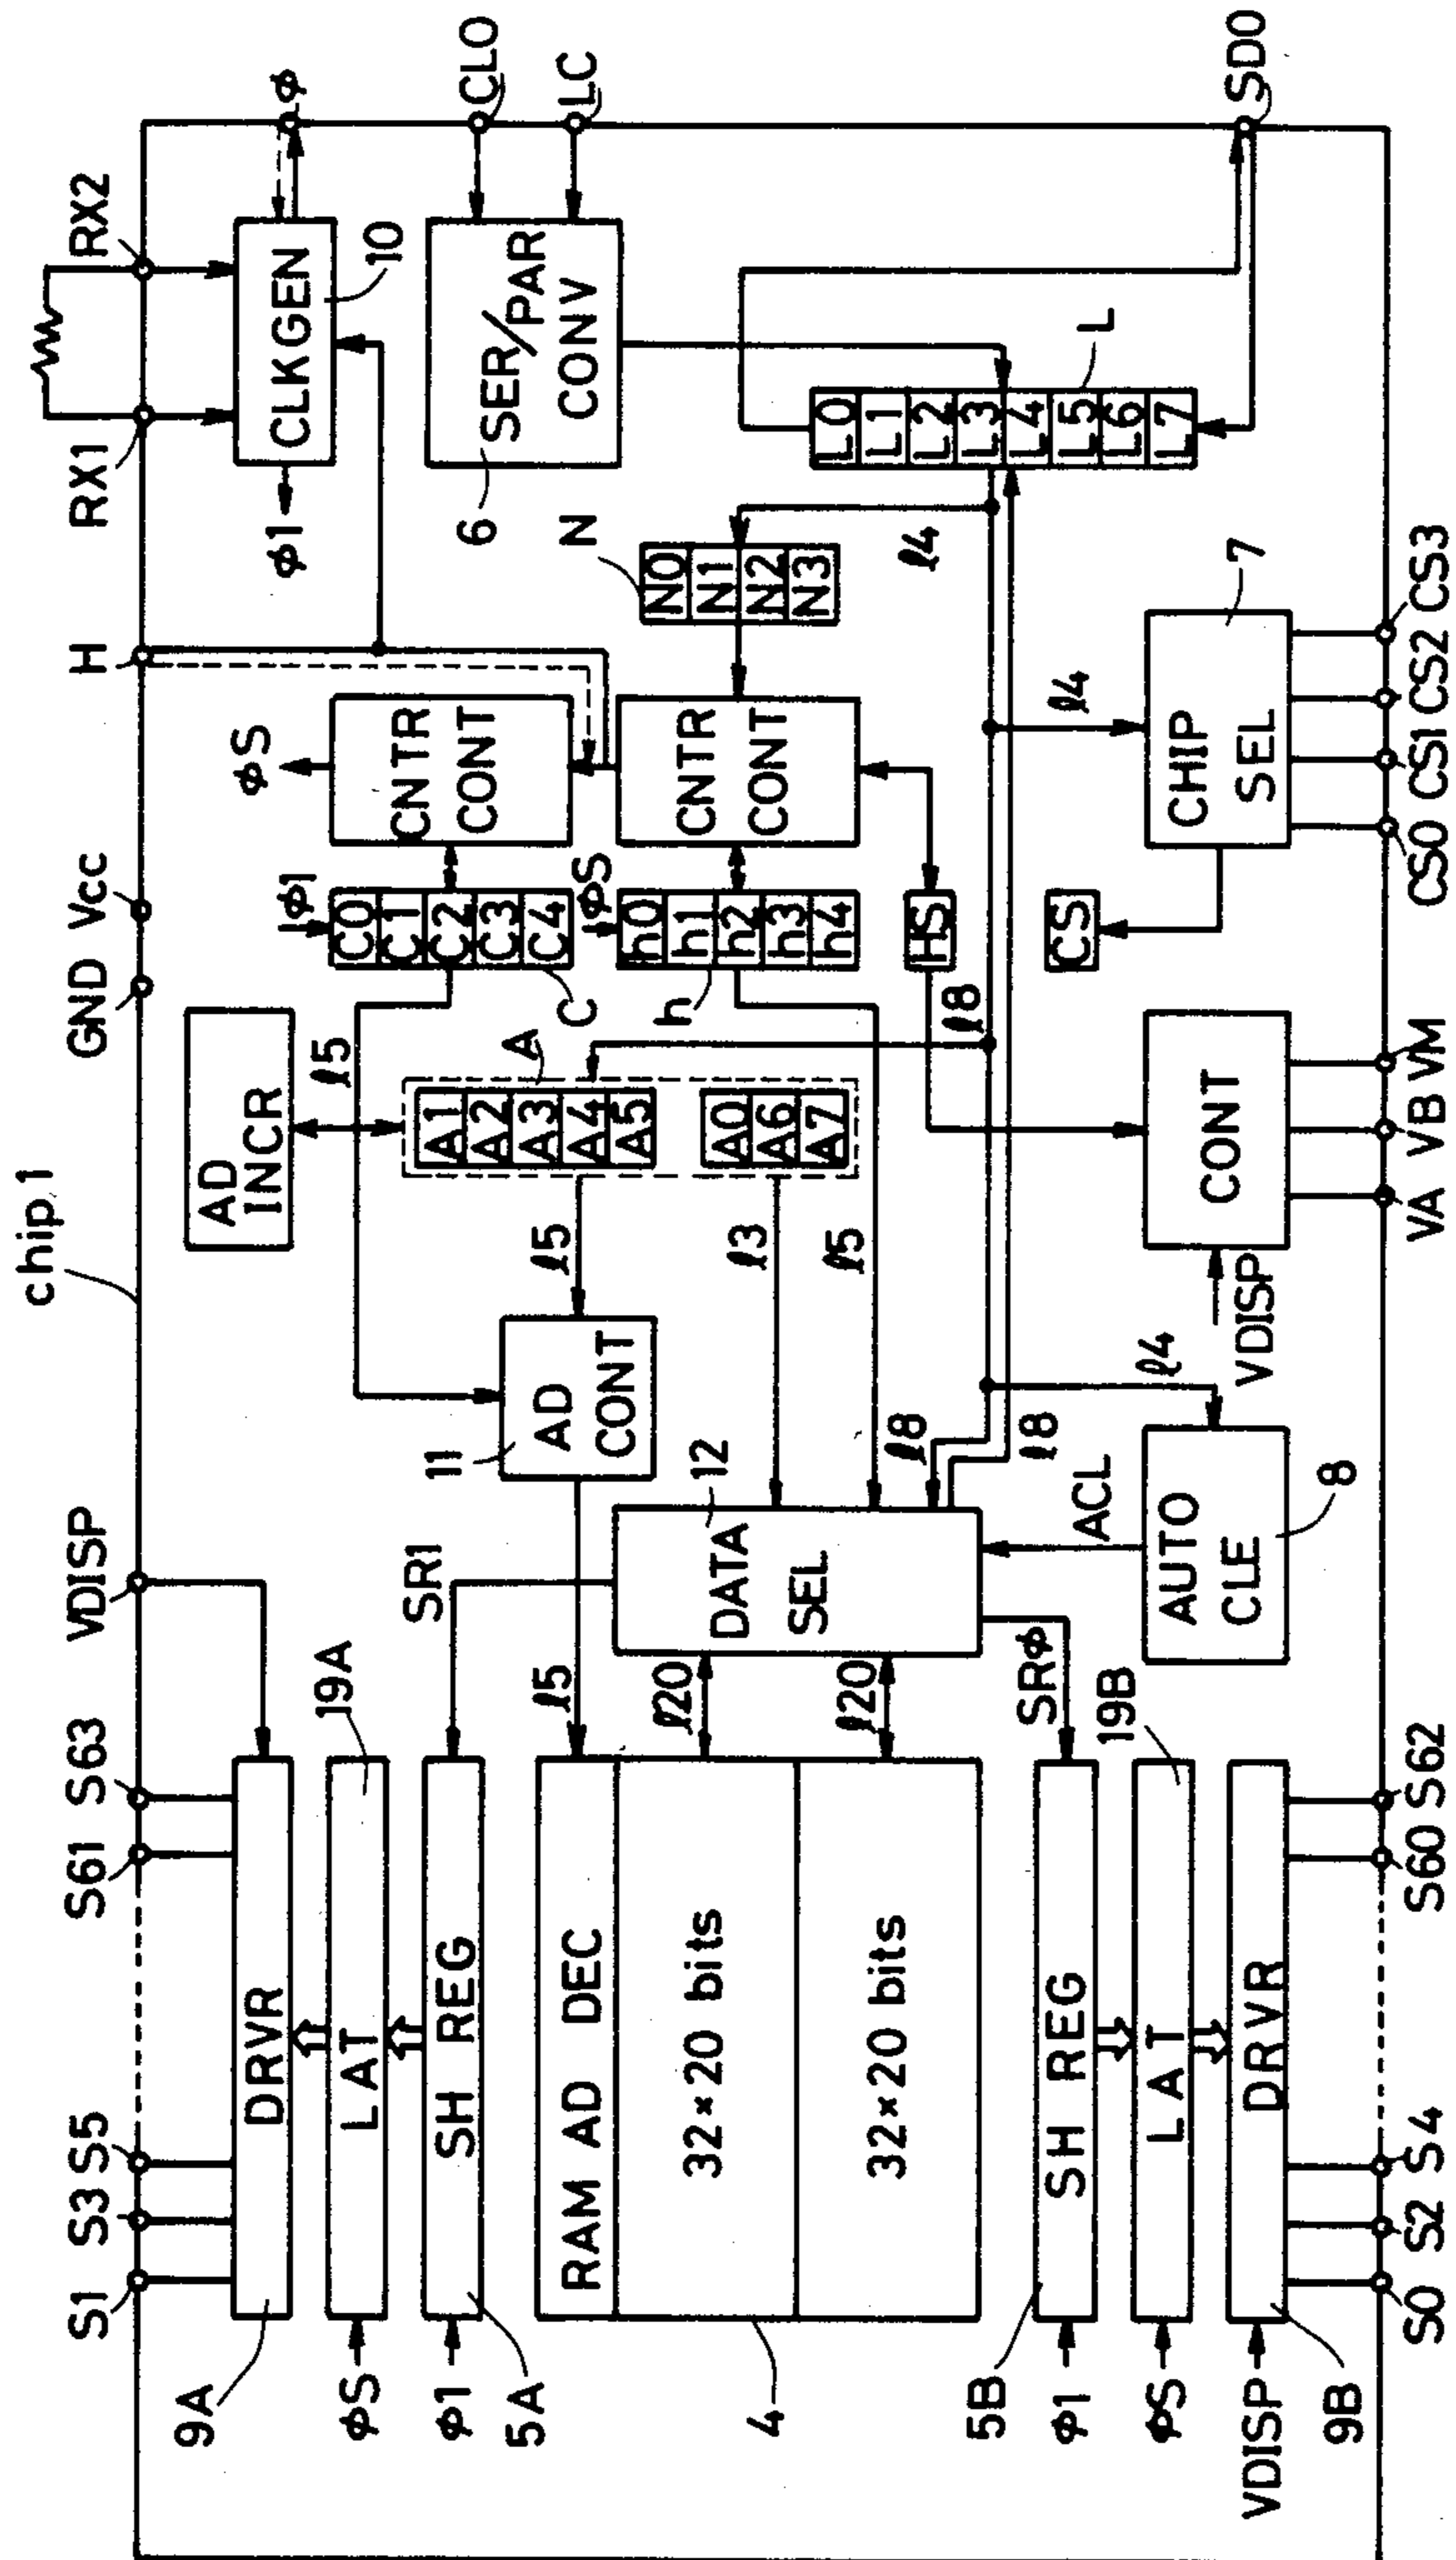 chip.1
S1
S3
S5
S61
S63
VDISP
GND
Vcc
H
RX1
RX2
9A
DRVR
19A
φS
LAT
φ1
SH REG
5A
SR1
RAM AD DEC
32×20 bits
32×20 bits
4
ℓ5
ℓ20
ℓ20
DATA
SEL
12
AD
CONT
11
ℓ5
ℓ3
ℓ5
ℓ8
ℓ8
AD
INCR
ℓ5
A1
A2
A3
A4
A5
A0
A6
A7
A
φ1
C0
C1
C2
C3
C4
C
φS
h0
h1
h2
h3
h4
h
φS
CNTR
CONT
CNTR
CONT
HS
ℓ8
N0
N1
N2
N3
N
φ1
CLKGEN
10
φ
6
SER/PAR
CONV
CLO
LC
L0
L1
L2
L3
L4
L5
L6
L7
L
ℓ4
SDO
SRφ
5B
φ1
SH REG
φS
LAT
19B
VDISP
DRVR
9B
ACL
AUTO
CLE
8
ℓ4
VDISP
CONT
CS
ℓ4
CHIP
SEL
7
S0
S2
S4
S60
S62
VA
VB
VM
CS0
CS1
CS2
CS3